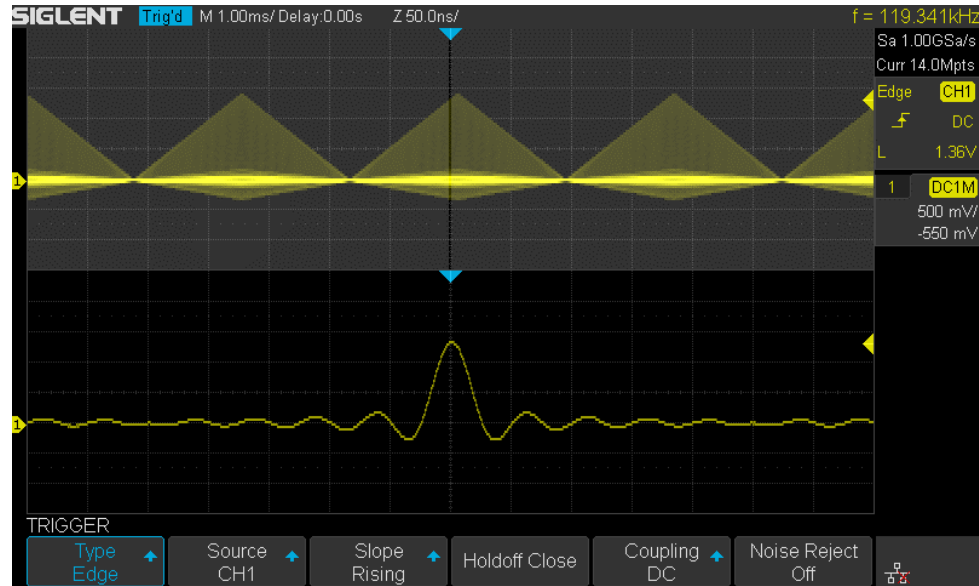 SIGLENT Trig'd M 1.00ms/ Delay:0.00s Z 50.0ns/ f = 119.341kHz
Sa 1.00GSa/s
Curr 14.0Mpts
Edge CH1
DC
L 1.36V
1
1 DC1M
500 mV/
-550 mV
1
TRIGGER
Type
Edge
Source
CH1
Slope
Rising
Holdoff Close
Coupling
DC
Noise Reject
Off